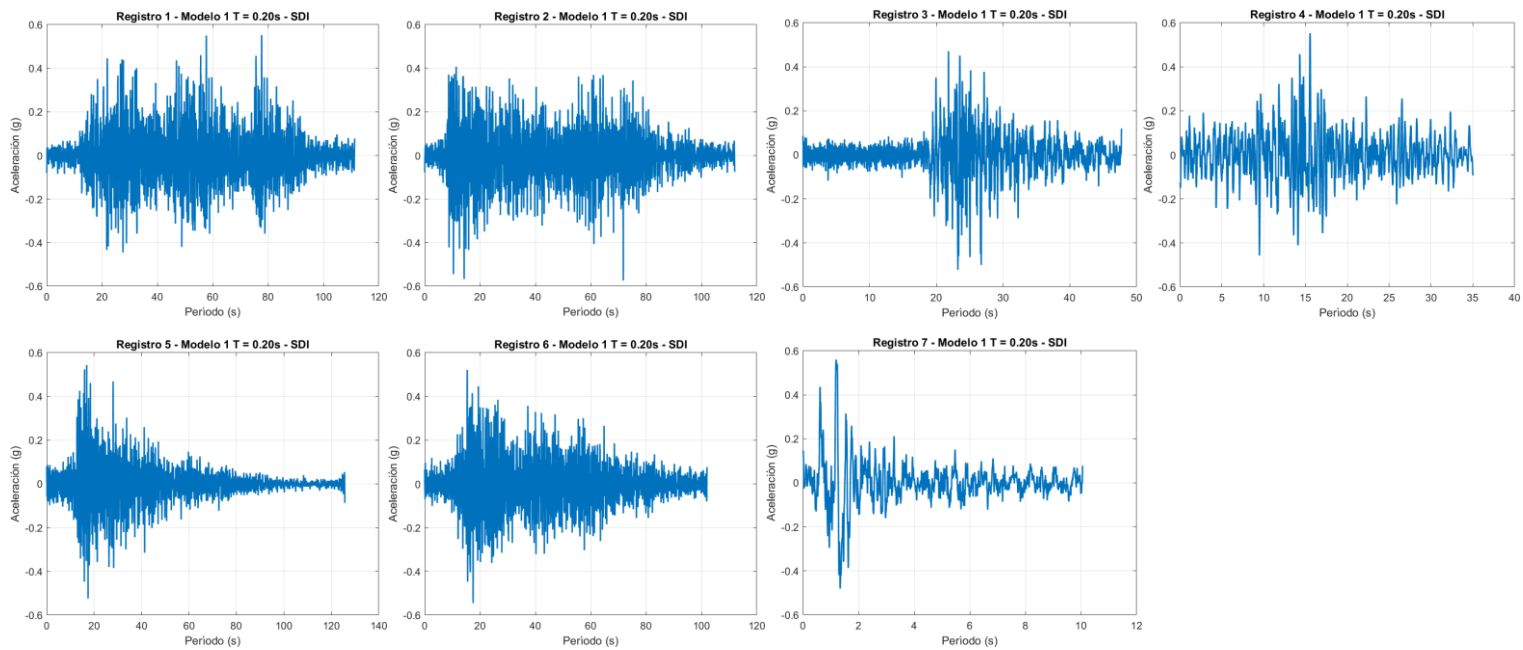 Registro 1 - Modelo 1 T = 0.20s - SDI
Aceleración (g)
0.6
0.4
0.2
0
-0.2
-0.4
-0.6
0 20 40 60 80 100 120
Periodo (s)
Registro 2 - Modelo 1 T = 0.20s - SDI
Aceleración (g)
0.6
0.4
0.2
0
-0.2
-0.4
-0.6
0 20 40 60 80 100 120
Periodo (s)
Registro 3 - Modelo 1 T = 0.20s - SDI
Aceleración (g)
0.6
0.4
0.2
0
-0.2
-0.4
-0.6
0 10 20 30 40 50
Periodo (s)
Registro 4 - Modelo 1 T = 0.20s - SDI
Aceleración (g)
0.6
0.4
0.2
0
-0.2
-0.4
-0.6
0 5 10 15 20 25 30 35 40
Periodo (s)
Registro 5 - Modelo 1 T = 0.20s - SDI
Aceleración (g)
0.6
0.4
0.2
0
-0.2
-0.4
-0.6
0 20 40 60 80 100 120 140
Periodo (s)
Registro 6 - Modelo 1 T = 0.20s - SDI
Aceleración (g)
0.6
0.4
0.2
0
-0.2
-0.4
-0.6
0 20 40 60 80 100 120
Periodo (s)
Registro 7 - Modelo 1 T = 0.20s - SDI
Aceleración (g)
0.6
0.4
0.2
0
-0.2
-0.4
-0.6
0 2 4 6 8 10 12
Periodo (s)